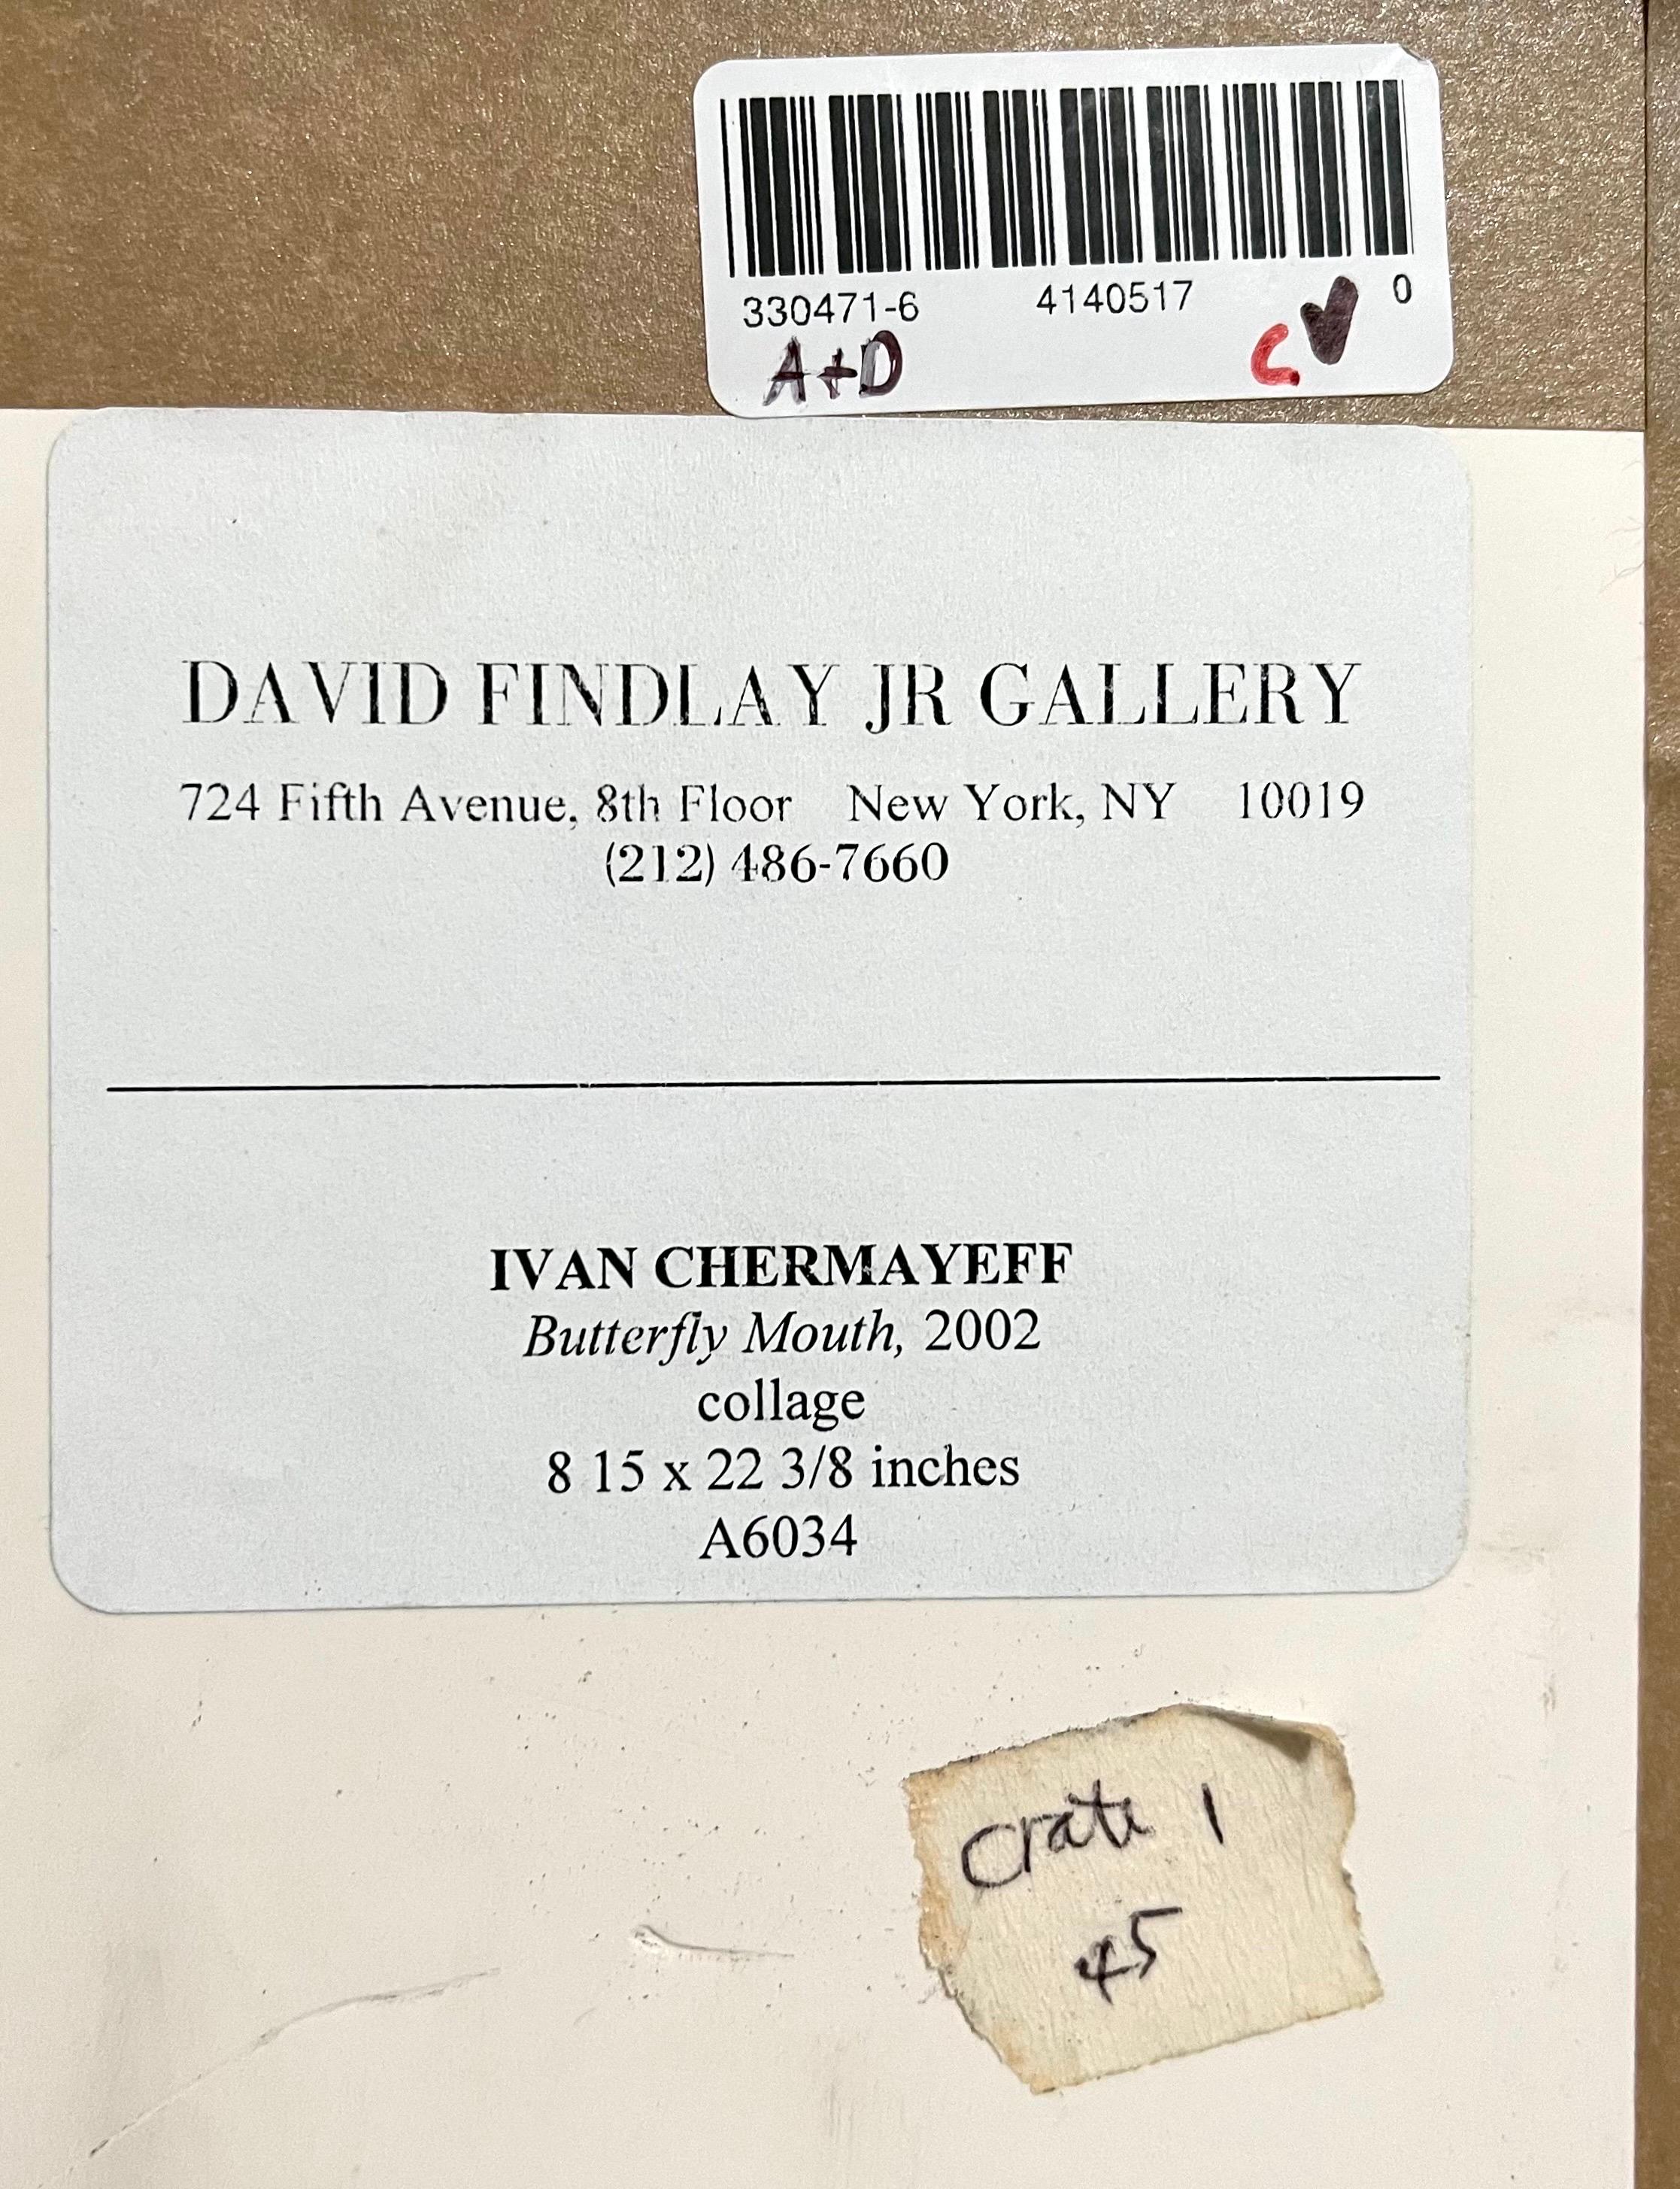 330471-6 4140517 0
A+D C
DAVID FINDLAY JR GALLERY
724 Fifth Avenue, 8th Floor New York, NY 10019
(212) 486-7660
IVAN CHERMAYEFF
Butterfly Mouth, 2002
collage
8 15 x 22 3/8 inches
A6034
Crate 1
45